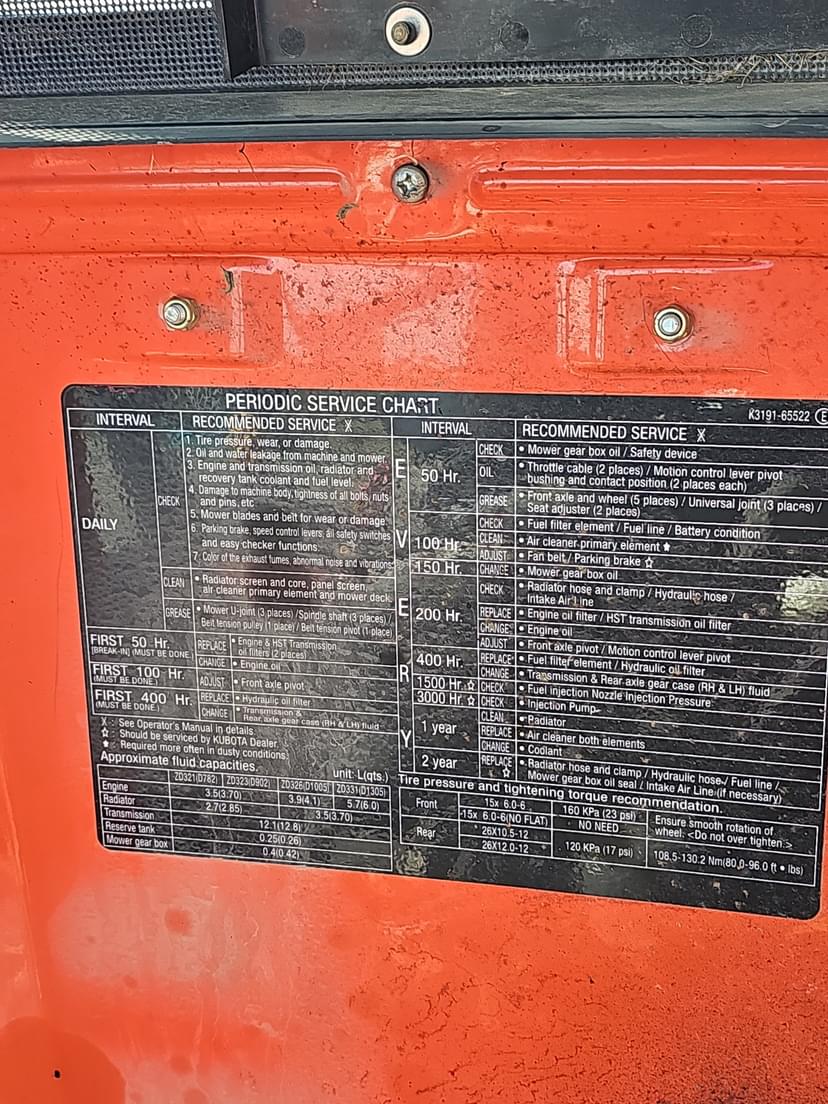 PERIODIC SERVICE CHART
K3191-65522 E
INTERVAL
RECOMMENDED SERVICE ※
DAILY
CHECK
1. Tire pressure, wear, or damage.
2. Oil and water leakage from machine and mower.
3. Engine and transmission oil, radiator and
recovery tank coolant and fuel level.
4. Damage to machine body, tightness of all bolts, nuts
and pins, etc
5. Mower blades and belt for wear or damage
6. Parking brake, speed control levers, all safety switches
and easy checker functions.
7. Color of the exhaust fumes, abnormal noise and vibrations
CLEAN
• Radiator screen and core, panel screen,
air cleaner primary element and mower deck.
GREASE
• Mower U-joint (3 places) /Spindle shaft (3 places) /
Belt tension pulley (1 place) / Belt tension pivot (1 place)
FIRST 50 Hr.
[BREAK-IN] (MUST BE DONE)
REPLACE
• Engine & HST Transmission
oil filters (2 places)
CHANGE
• Engine oil
FIRST 100 Hr.
(MUST BE DONE)
ADJUST
• Front axle pivot
FIRST 400 Hr.
(MUST BE DONE)
REPLACE
• Hydraulic oil filter
CHANGE
• Transmission &
Rear axle gear case (RH & LH) fluid
※ : See Operator's Manual in details.
☆ : Should be serviced by KUBOTA Dealer.
★ : Required more often in dusty conditions.
Approximate fluid capacities.
unit: L(qts.)
ZD321(D782) ZD323(D902) ZD326(D1005) ZD331(D1305)
Engine 3.5(3.70) 3.9(4.1) 5.7(6.0)
Radiator 2.7(2.85) 3.5(3.70)
Transmission 12.1(12.8)
Reserve tank 0.25(0.26)
Mower gear box 0.4(0.42)
EVERY
INTERVAL
RECOMMENDED SERVICE ※
50 Hr.
CHECK
• Mower gear box oil / Safety device
OIL
• Throttle cable (2 places) / Motion control lever pivot
bushing and contact position (2 places each)
GREASE
• Front axle and wheel (5 places) / Universal joint (3 places) /
Seat adjuster (2 places)
100 Hr.
CHECK
• Fuel filter element / Fuel line / Battery condition
CLEAN
• Air cleaner primary element ★
ADJUST
• Fan belt / Parking brake ☆
150 Hr.
CHANGE
• Mower gear box oil
200 Hr.
CHECK
• Radiator hose and clamp / Hydraulic hose /
Intake Air Line
REPLACE
• Engine oil filter / HST transmission oil filter
CHANGE
• Engine oil
400 Hr.
ADJUST
• Front axle pivot / Motion control lever pivot
REPLACE
• Fuel filter element / Hydraulic oil filter
CHANGE
• Transmission & Rear axle gear case (RH & LH) fluid
1500 Hr. ☆
CHECK
• Fuel injection Nozzle Injection Pressure
3000 Hr. ☆
CHECK
• Injection Pump
1 year
CLEAN
• Radiator
REPLACE
• Air cleaner both elements
CHANGE
• Coolant
2 year
REPLACE
☆
• Radiator hose and clamp / Hydraulic hose / Fuel line /
Mower gear box oil seal / Intake Air Line (if necessary)
Tire pressure and tightening torque recommendation.
Front
15x 6.0-6
160 KPa (23 psi)
15x 6.0-6(NO FLAT)
NO NEED
Ensure smooth rotation of
wheel. <Do not over tighten.>
Rear
26X10.5-12
26X12.0-12
120 KPa (17 psi)
108.5-130.2 Nm(80.0-96.0 ft • lbs)